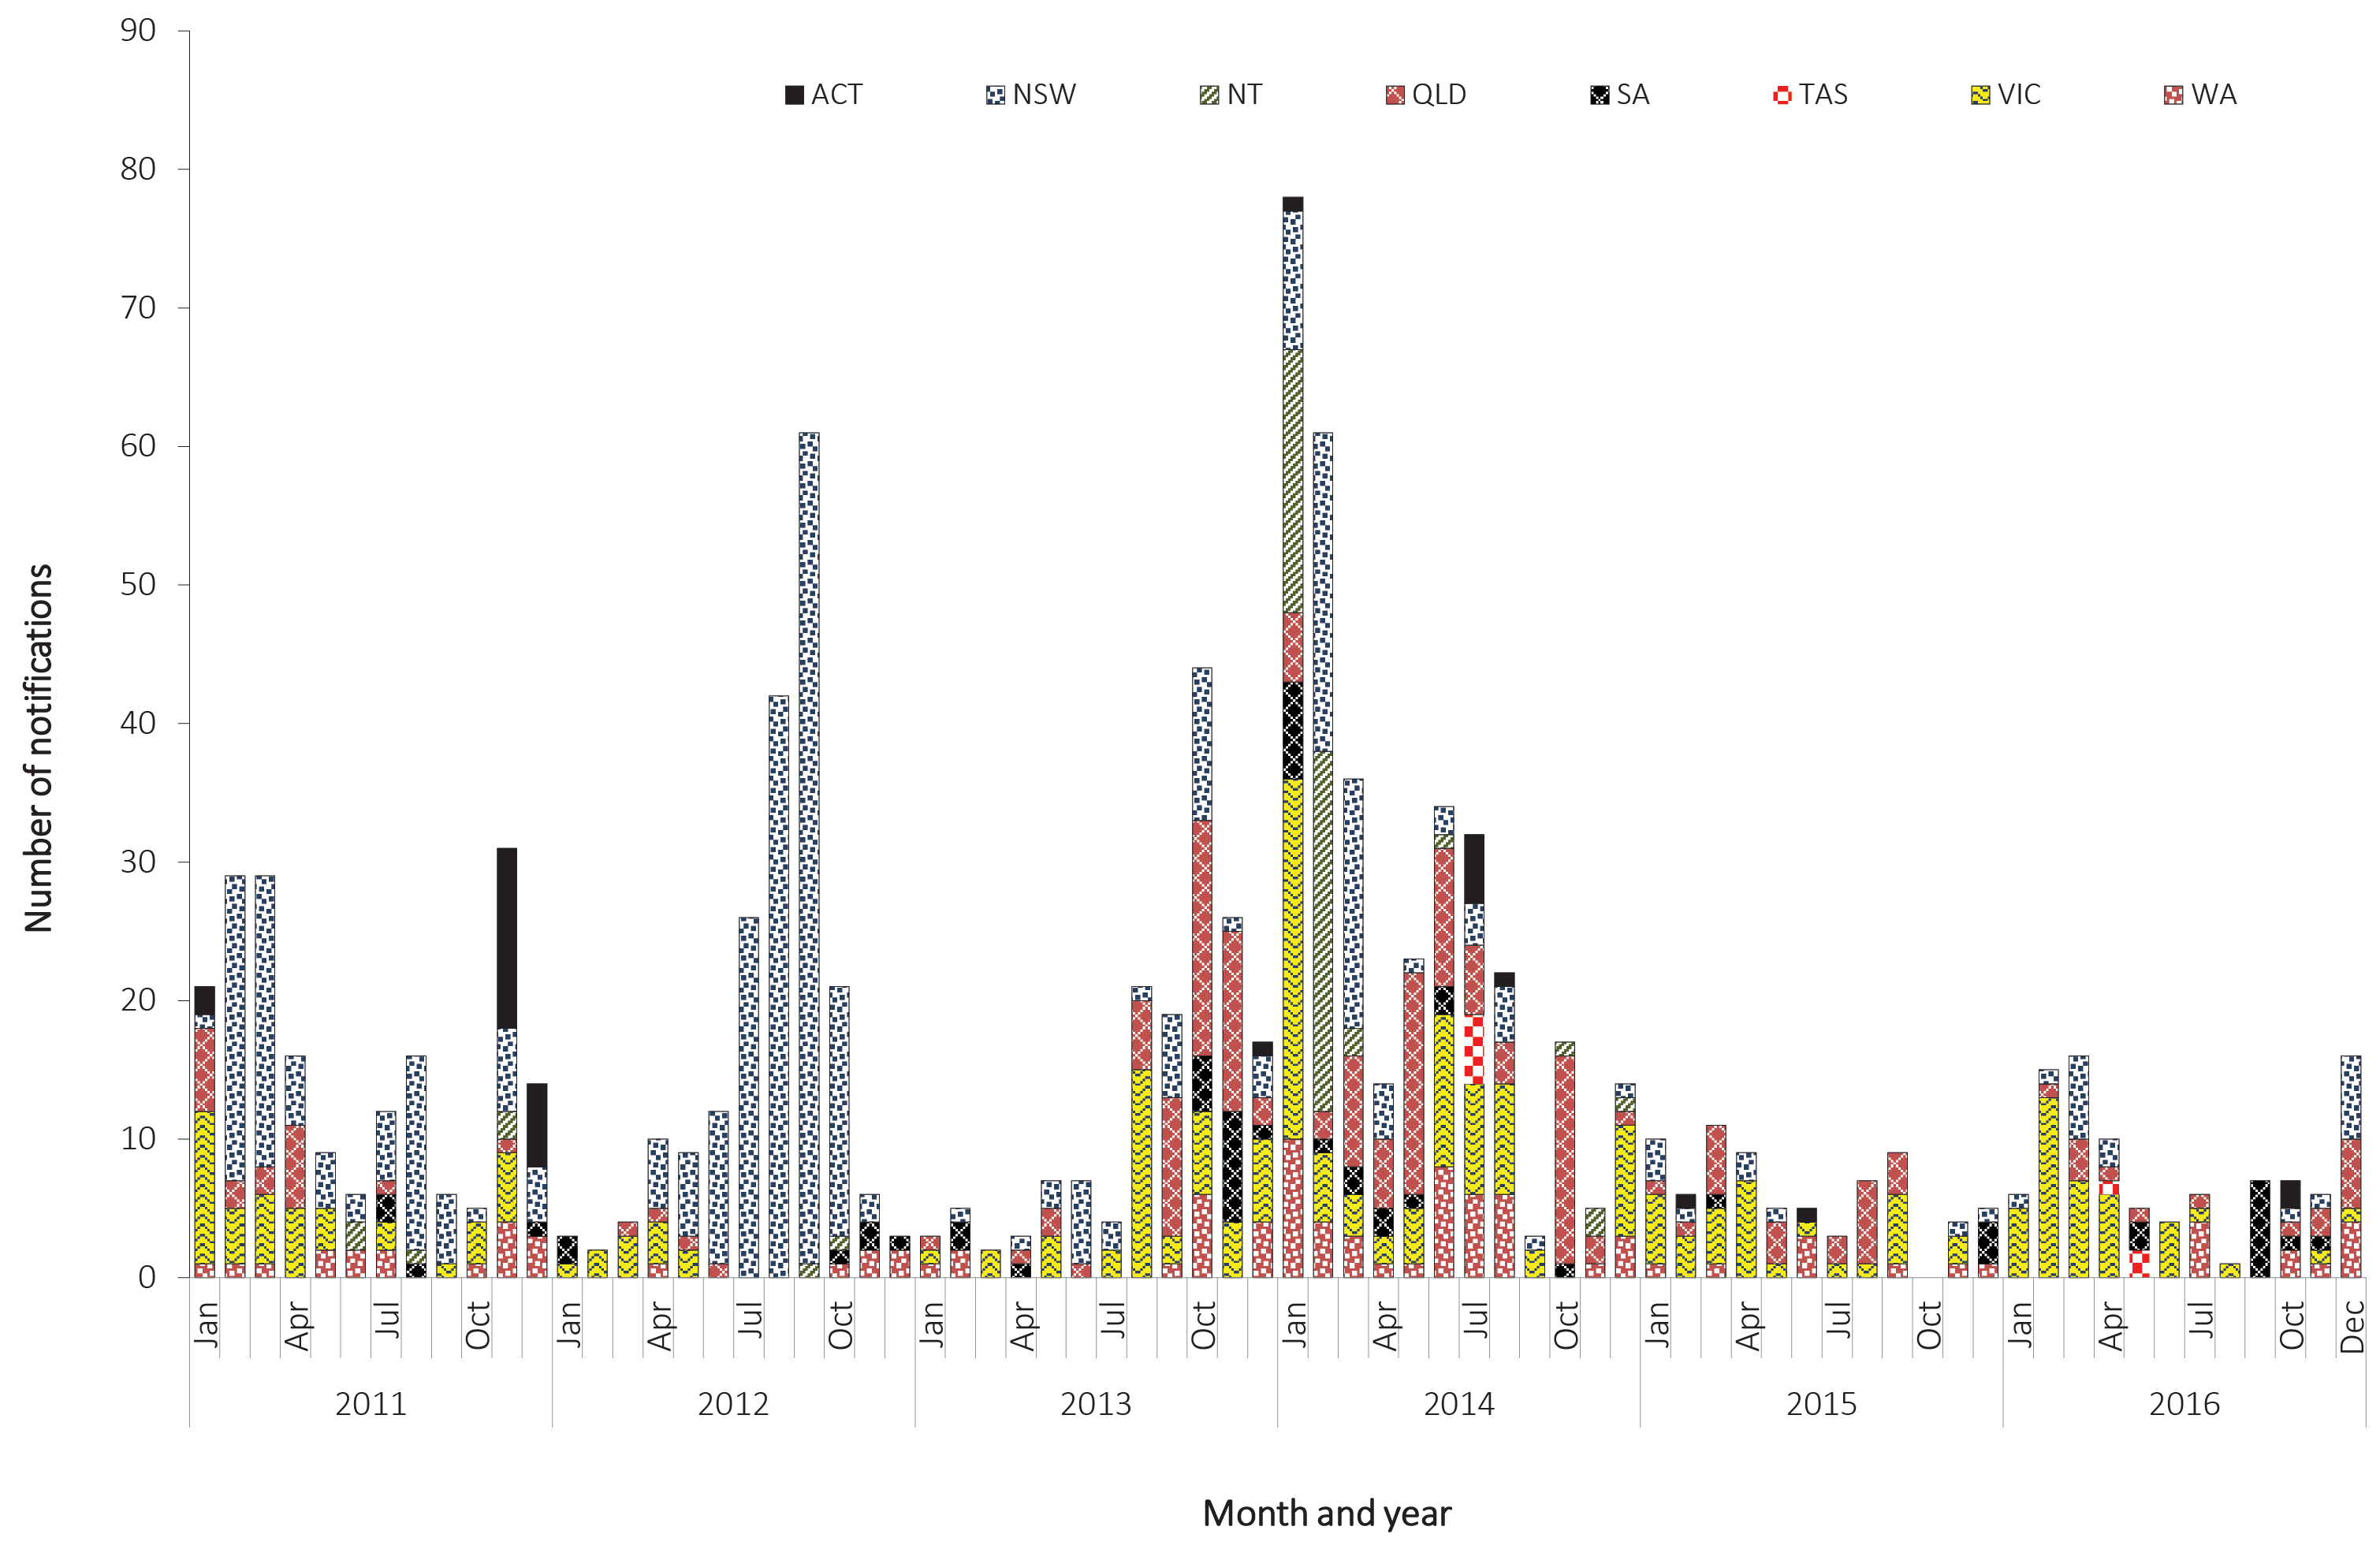 90
80
70
60
50
40
30
20
10
0
Number of notifications
ACT NSW NT QLD SA TAS VIC WA
Jan Apr Jul Oct Jan Apr Jul Oct Jan Apr Jul Oct Jan Apr Jul Oct Jan Apr Jul Oct Jan Apr Jul Oct Dec
2011 2012 2013 2014 2015 2016
Month and year